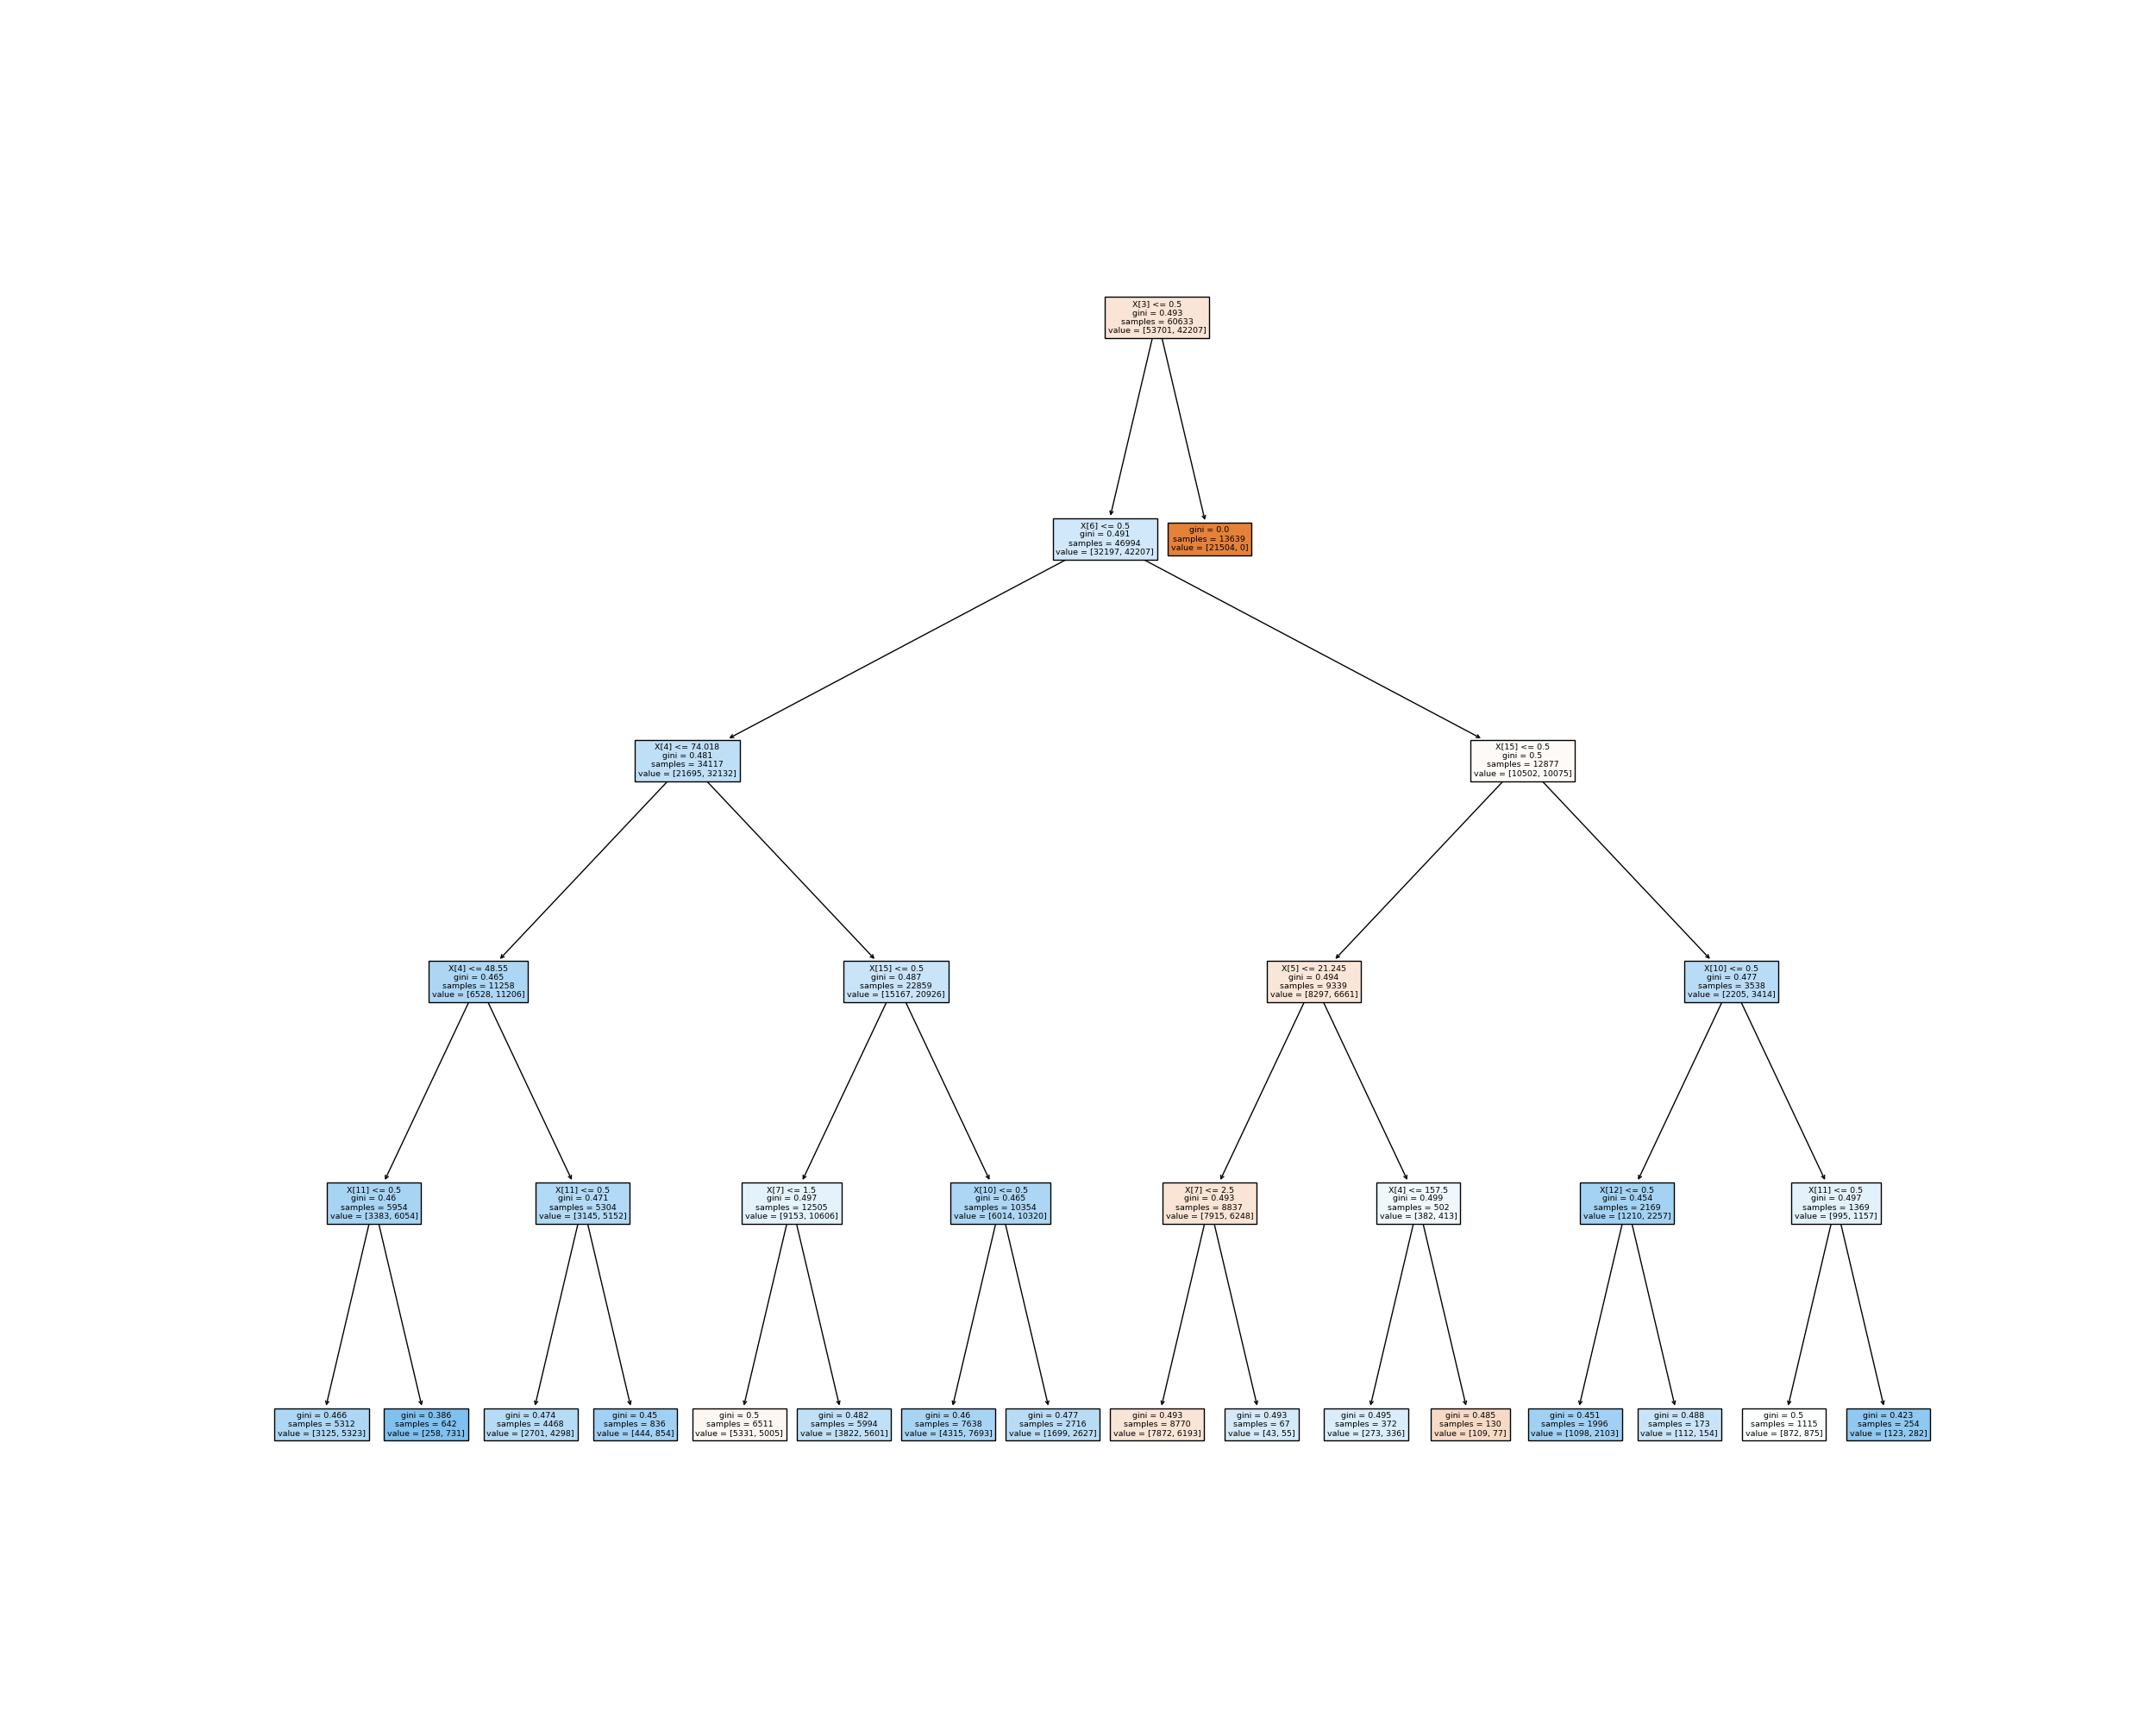 X[3] <= 0.5
gini = 0.493
samples = 60633
value = [53701, 42207]
X[6] <= 0.5
gini = 0.491
samples = 46994
value = [32197, 42207]
gini = 0.0
samples = 13639
value = [21504, 0]
X[4] <= 74.018
gini = 0.481
samples = 34117
value = [21695, 32132]
X[15] <= 0.5
gini = 0.5
samples = 12877
value = [10502, 10075]
X[4] <= 48.55
gini = 0.465
samples = 11258
value = [6528, 11206]
X[15] <= 0.5
gini = 0.487
samples = 22859
value = [15167, 20926]
X[5] <= 21.245
gini = 0.494
samples = 9339
value = [8297, 6661]
X[10] <= 0.5
gini = 0.477
samples = 3538
value = [2205, 3414]
X[11] <= 0.5
gini = 0.46
samples = 5954
value = [3383, 6054]
X[11] <= 0.5
gini = 0.471
samples = 5304
value = [3145, 5152]
X[7] <= 1.5
gini = 0.497
samples = 12505
value = [9153, 10606]
X[10] <= 0.5
gini = 0.465
samples = 10354
value = [6014, 10320]
X[7] <= 2.5
gini = 0.493
samples = 8837
value = [7915, 6248]
X[4] <= 157.5
gini = 0.499
samples = 502
value = [382, 413]
X[12] <= 0.5
gini = 0.454
samples = 2169
value = [1210, 2257]
X[11] <= 0.5
gini = 0.497
samples = 1369
value = [995, 1157]
gini = 0.466
samples = 5312
value = [3125, 5323]
gini = 0.386
samples = 642
value = [258, 731]
gini = 0.474
samples = 4468
value = [2701, 4298]
gini = 0.45
samples = 836
value = [444, 854]
gini = 0.5
samples = 6511
value = [5331, 5005]
gini = 0.482
samples = 5994
value = [3822, 5601]
gini = 0.46
samples = 7638
value = [4315, 7693]
gini = 0.477
samples = 2716
value = [1699, 2627]
gini = 0.493
samples = 8770
value = [7872, 6193]
gini = 0.493
samples = 67
value = [43, 55]
gini = 0.495
samples = 372
value = [273, 336]
gini = 0.485
samples = 130
value = [109, 77]
gini = 0.451
samples = 1996
value = [1098, 2103]
gini = 0.488
samples = 173
value = [112, 154]
gini = 0.5
samples = 1115
value = [872, 875]
gini = 0.423
samples = 254
value = [123, 282]